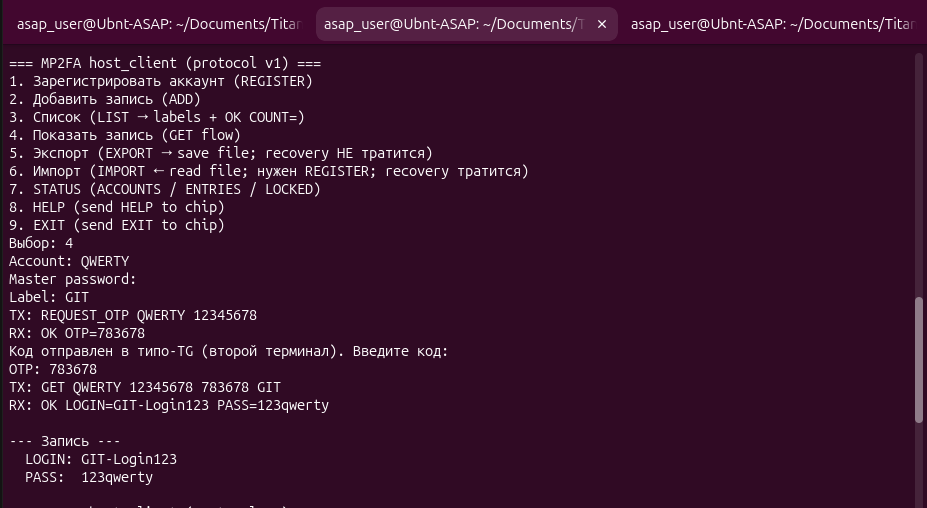 asap_user@Ubnt-ASAP: ~/Documents/Titan
asap_user@Ubnt-ASAP: ~/Documents/T
asap_user@Ubnt-ASAP: ~/Documents/Titan
=== MP2FA host_client (protocol v1) ===
1. Зарегистрировать аккаунт (REGISTER)
2. Добавить запись (ADD)
3. Список (LIST → labels + OK COUNT=)
4. Показать запись (GET flow)
5. Экспорт (EXPORT → save file; recovery НЕ тратится)
6. Импорт (IMPORT ← read file; нужен REGISTER; recovery тратится)
7. STATUS (ACCOUNTS / ENTRIES / LOCKED)
8. HELP (send HELP to chip)
9. EXIT (send EXIT to chip)
Выбор: 4
Account: QWERTY
Master password:
Label: GIT
TX: REQUEST_OTP QWERTY 12345678
RX: OK OTP=783678
Код отправлен в типо-TG (второй терминал). Введите код:
OTP: 783678
TX: GET QWERTY 12345678 783678 GIT
RX: OK LOGIN=GIT-Login123 PASS=123qwerty
--- Запись ---
LOGIN: GIT-Login123
PASS: 123qwerty